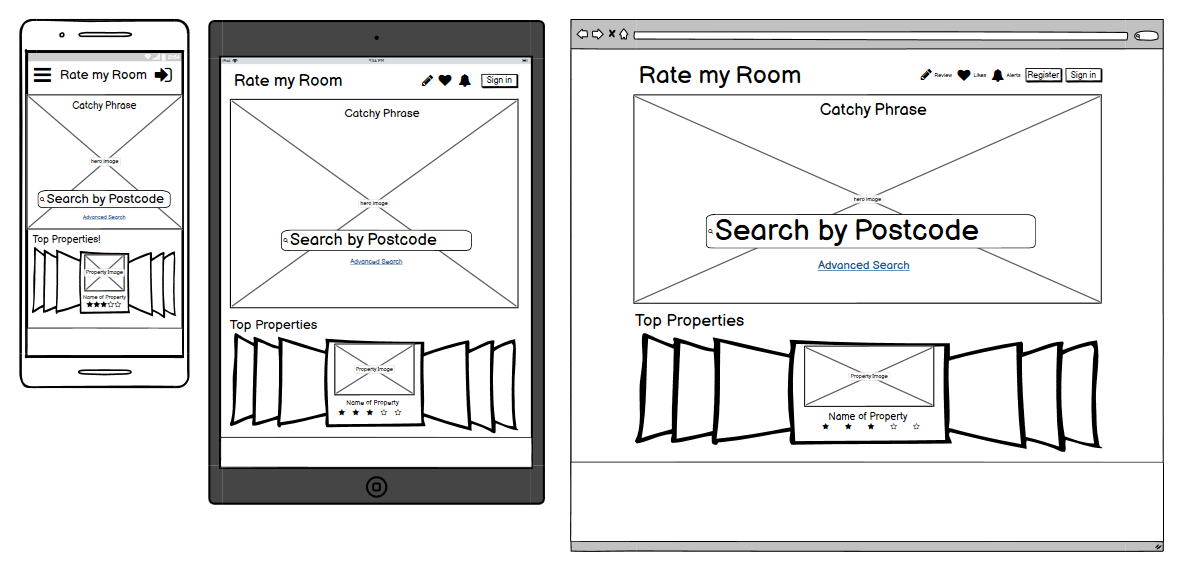 Rate my Room
Catchy Phrase
hero image
Search by Postcode
Advanced Search
Top Properties!
Property Image
Name of Property
Rate my Room
Sign in
Catchy Phrase
hero image
Search by Postcode
Advanced Search
Top Properties
Property Image
Name of Property
Rate my Room
Review Likes Alerts Register Sign in
Catchy Phrase
hero image
Search by Postcode
Advanced Search
Top Properties
Property Image
Name of Property